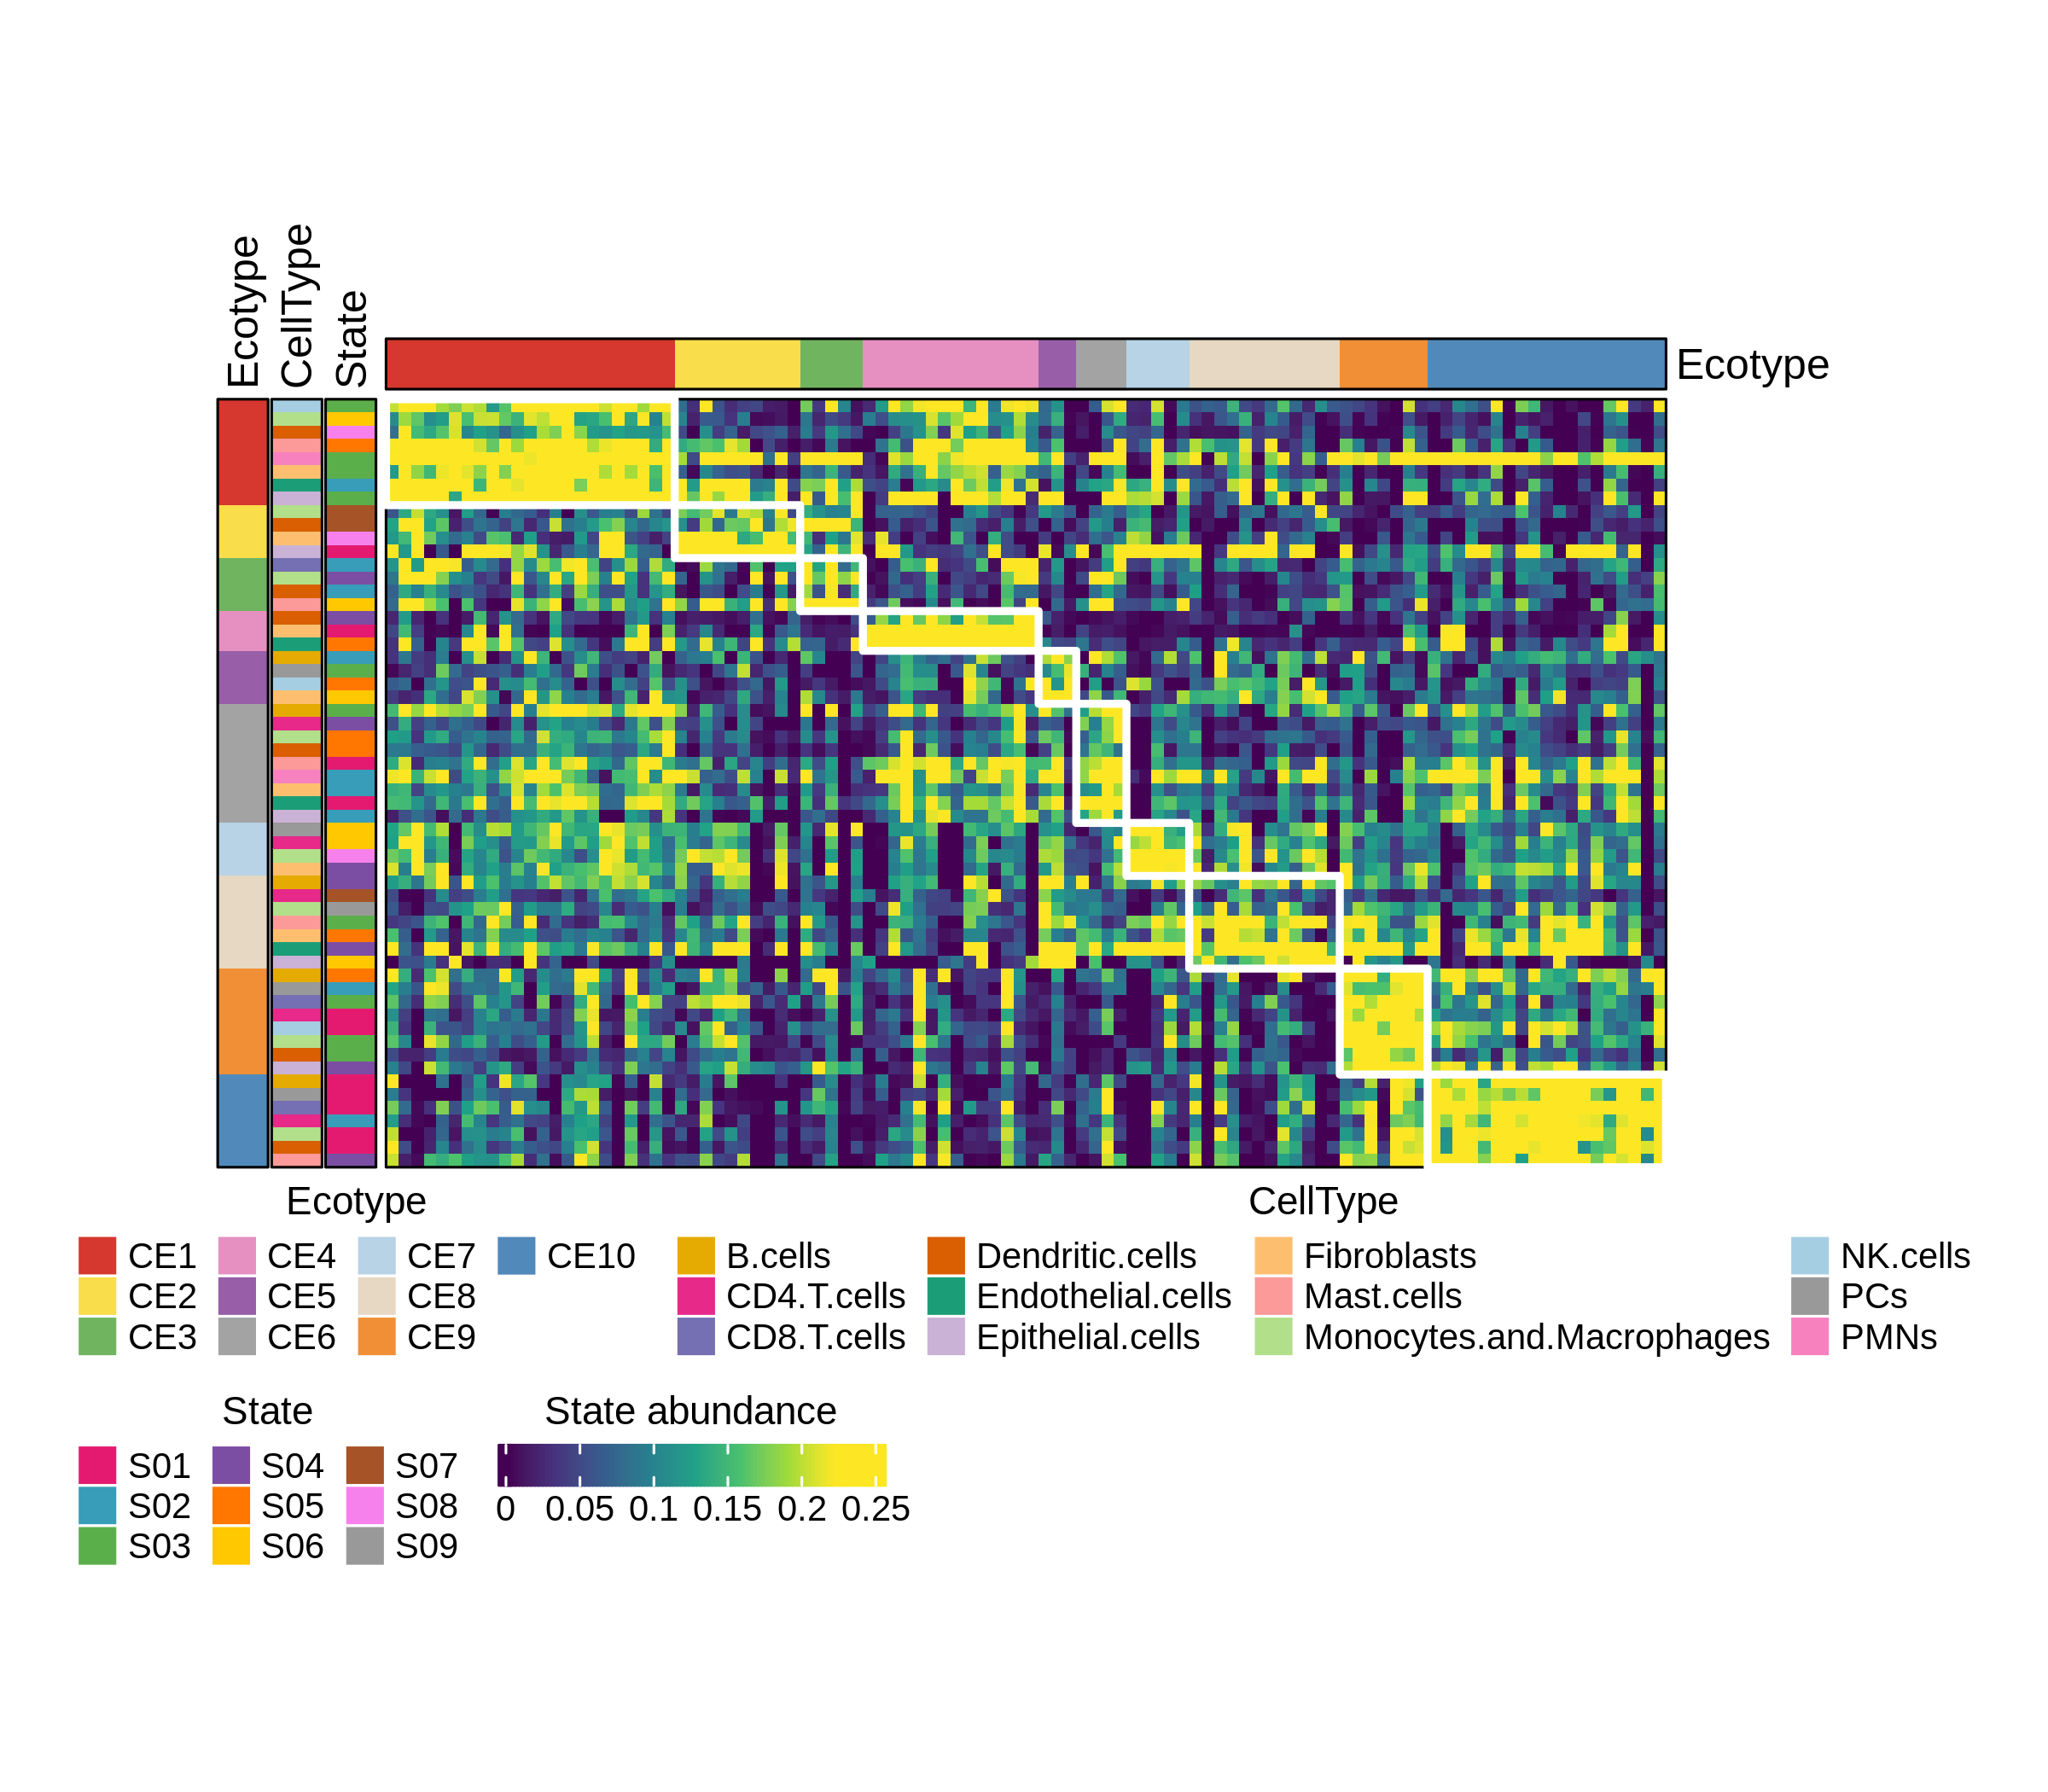 Ecotype
CellType
State
Ecotype
Ecotype
CE1 CE4 CE7 CE10
CE2 CE5 CE8
CE3 CE6 CE9
CellType
B.cells Dendritic.cells Fibroblasts NK.cells
CD4.T.cells Endothelial.cells Mast.cells PCs
CD8.T.cells Epithelial.cells Monocytes.and.Macrophages PMNs
State
S01 S04 S07
S02 S05 S08
S03 S06 S09
State abundance
0 0.05 0.1 0.15 0.2 0.25